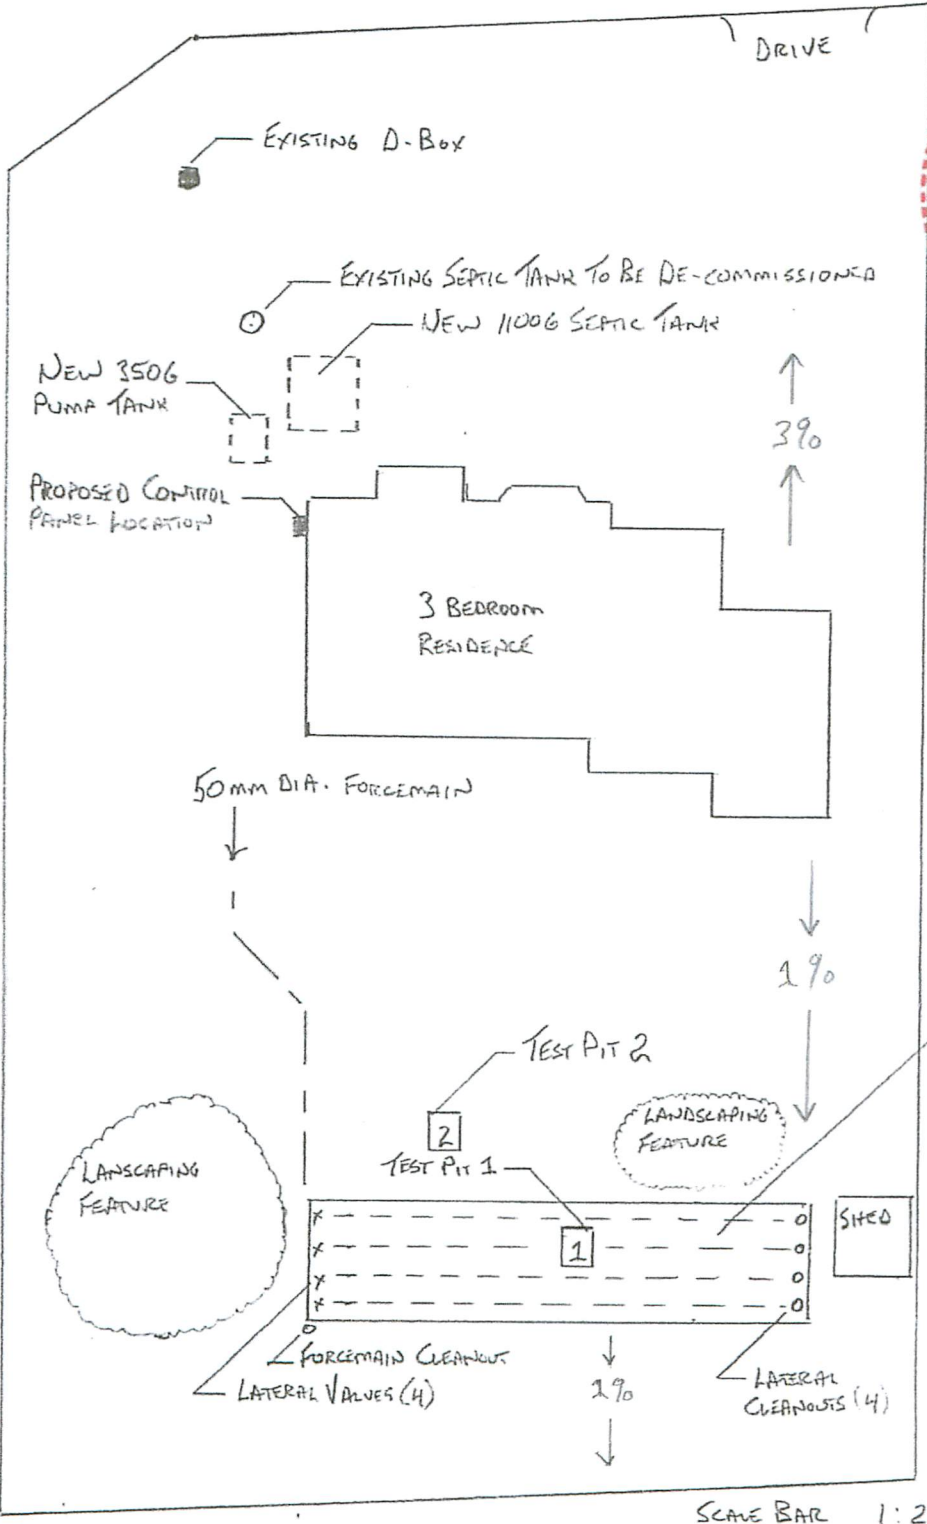 DRIVE
EXISTING D-BOX
EXISTING SEPTIC TANK TO BE DE-COMMISSIONED
NEW 1100G SEPTIC TANK
NEW 350G
PUMP TANK
3%
PROPOSED CONTROL
PANEL LOCATION
3 BEDROOM
RESIDENCE
50mm DIA. FORCEMAIN
1%
TEST PIT 2
2
LANDSCAPING
FEATURE
TEST PIT 1
LANSCAPING
FEATURE
1
SHED
FORCEMAIN CLEANOUT
LATERAL VALVES (4)
1%
LATERAL
CLEANOUTS (4)
SCALE BAR 1:2